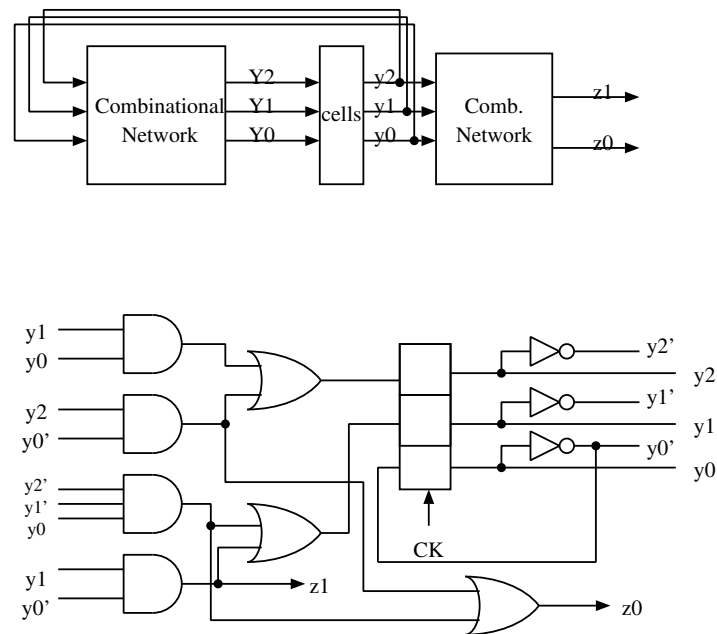 Combinational
Network
Y2
Y1
Y0
cells
y2
y1
y0
Comb.
Network
z1
z0
y1
y0
y2
y0'
y2'
y1'
y0
y1
y0'
z1
CK
y2'
y2
y1'
y1
y0'
y0
z0